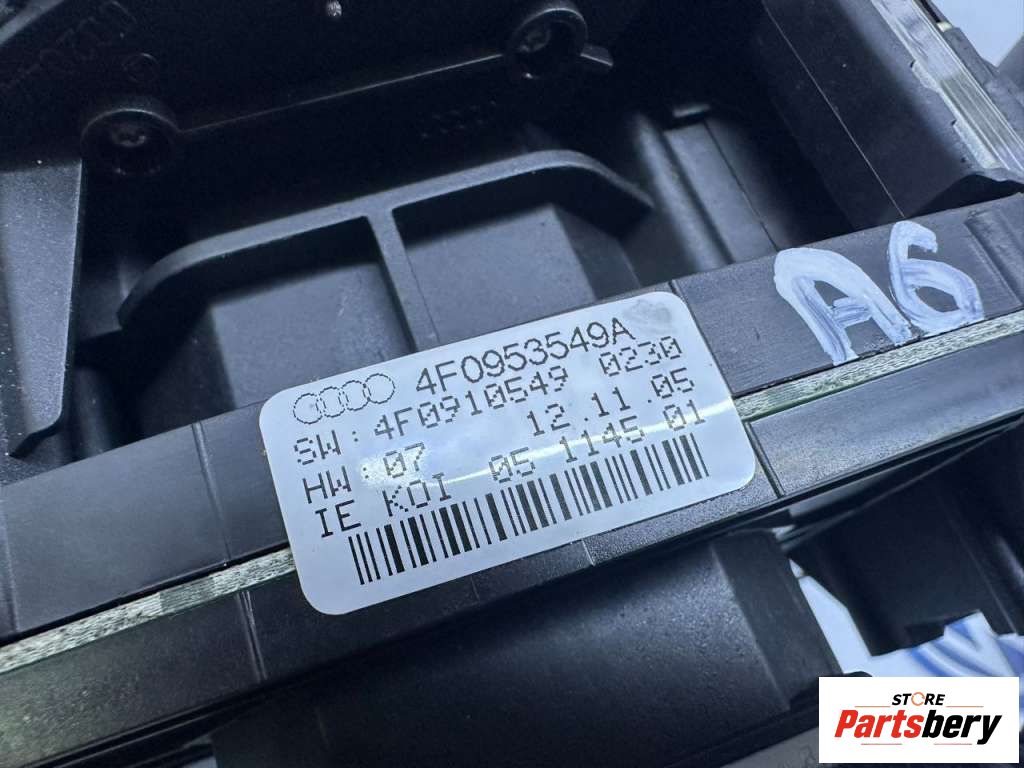 A6
4F0953549A
SW: 4F0910549 0230
HW: 07 12.11.05
IE KOI 05 1145 01
STORE
Partsbery